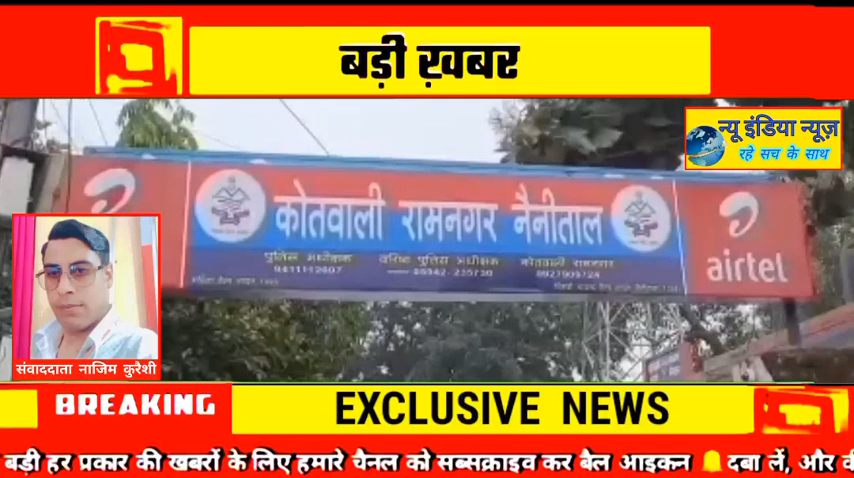 बड़ी ख़बर
न्यू इंडिया न्यूज़
रहे सच के साथ
कोतवाली रामनगर नैनीताल
पुलिस अधीक्षक वरिष्ठ पुलिस अधीक्षक कोतवाली रामनगर
airtel
संवाददाता नाजिम कुरैशी
BREAKING
EXCLUSIVE NEWS
बड़ी हर प्रकार की खबरों के लिए हमारे चैनल को सब्सक्राइव कर बैल आइकन 🔔 दबा लें, और